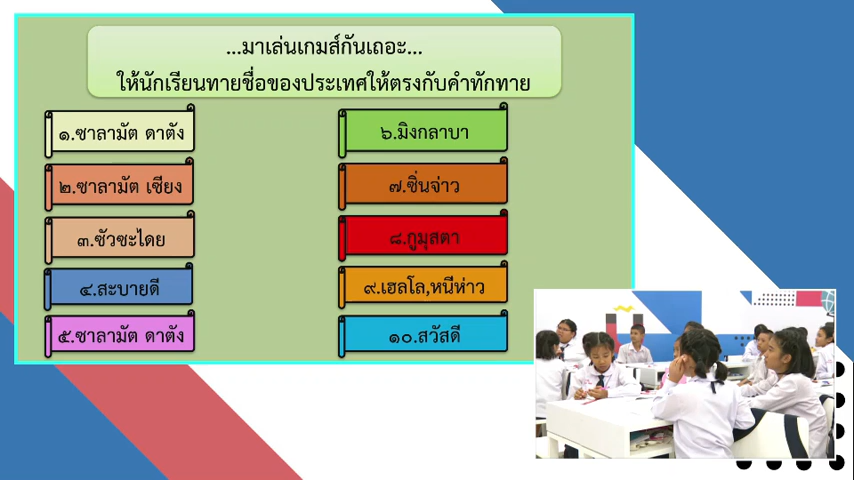 ...มาเล่นเกมส์กันเถอะ...
ให้นักเรียนทายชื่อของประเทศให้ตรงกับคำทักทาย
๑.ซาลามัต ดาตัง
๒.ซาลามัต เซียง
๓.ซัวซะไดย
๔.สะบายดี
๕.ซาลามัต ดาตัง
๖.มิงกลาบา
๗.ซิ่นจ่าว
๘.กูมุสตา
๙.เฮลโล,หนีห่าว
๑๐.สวัสดี